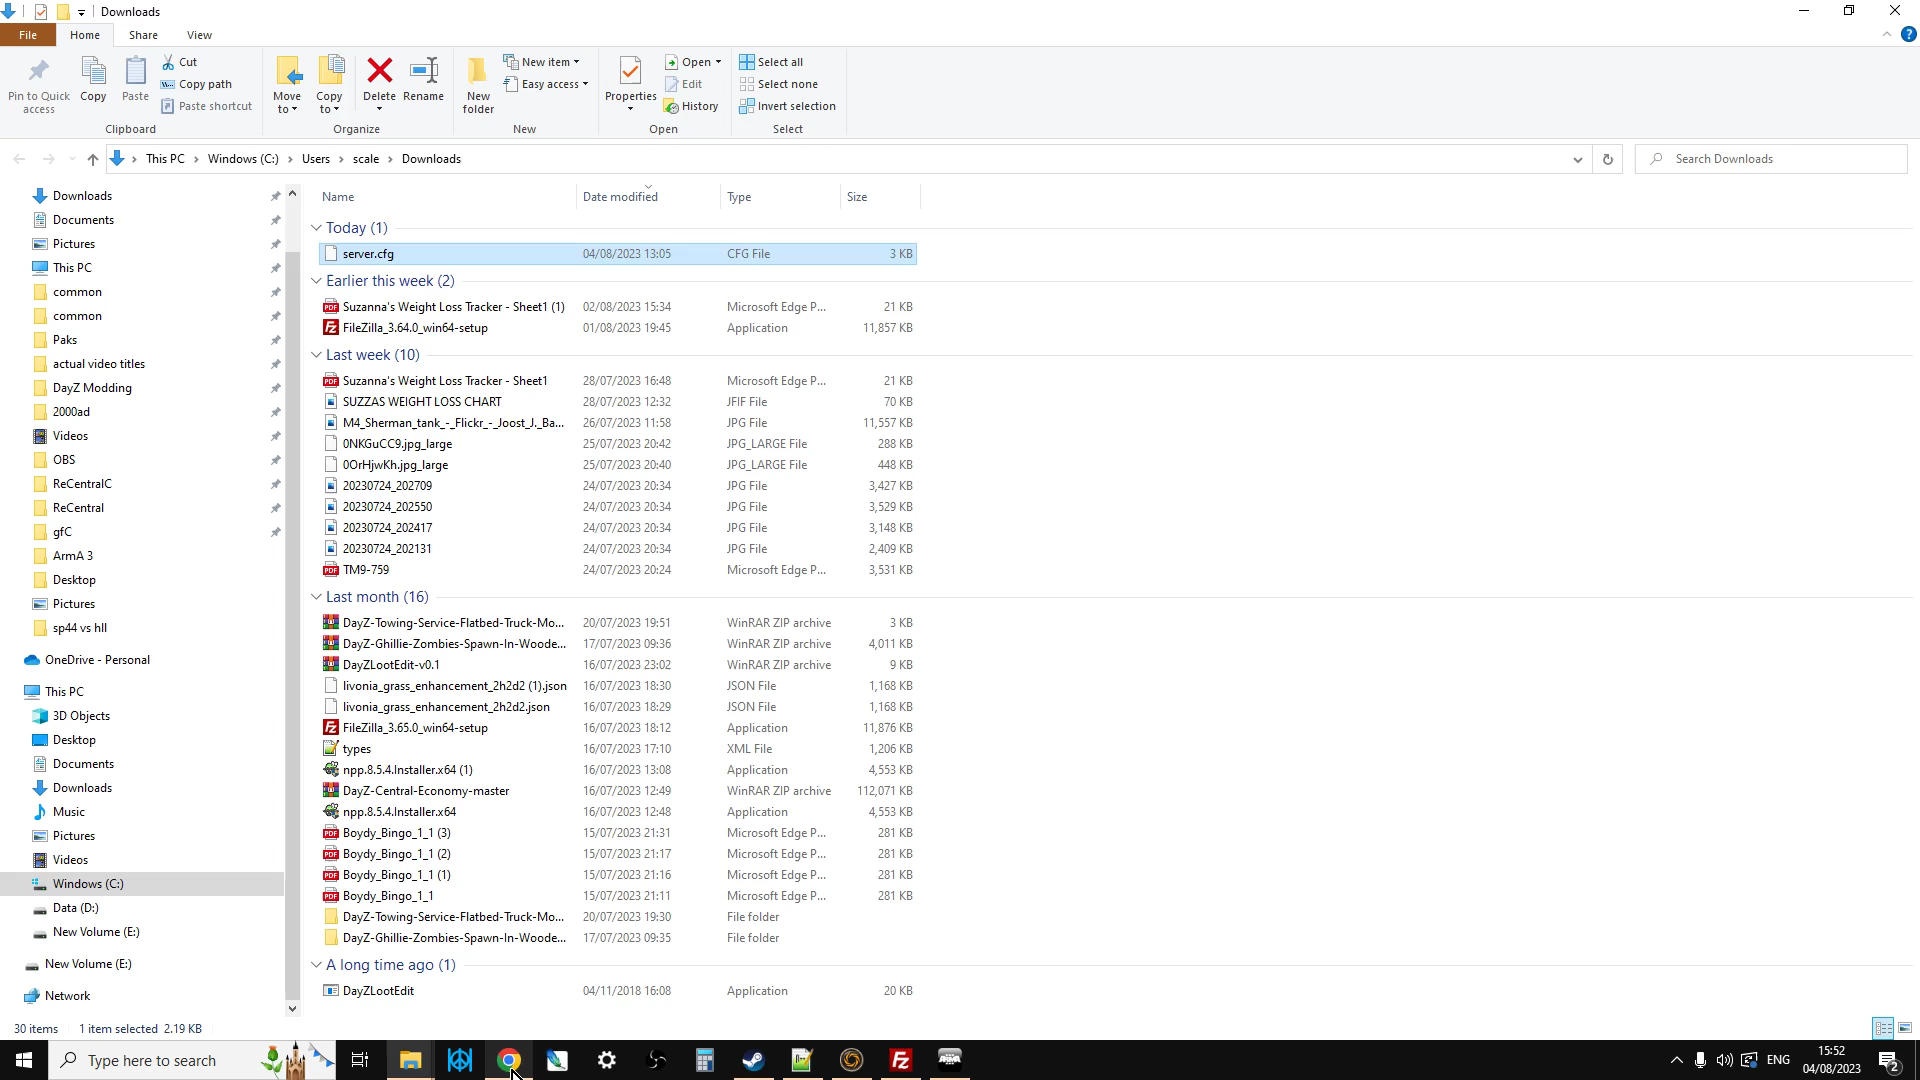 Downloads
File Home Share View
Pin to Quick access
Copy
Paste
Cut
Copy path
Paste shortcut
Clipboard
Move to
Copy to
Delete
Rename
Organize
New folder
New item
Easy access
New
Properties
Open
Edit
History
Open
Select all
Select none
Invert selection
Select
This PC > Windows (C:) > Users > scale > Downloads
Search Downloads
Downloads
Documents
Pictures
This PC
common
common
Paks
actual video titles
DayZ Modding
2000ad
Videos
OBS
ReCentralC
ReCentral
gfC
ArmA 3
Desktop
Pictures
sp44 vs hll
OneDrive - Personal
This PC
3D Objects
Desktop
Documents
Downloads
Music
Pictures
Videos
Windows (C:)
Data (D:)
New Volume (E:)
New Volume (E:)
Network
Name Date modified Type Size
Today (1)
server.cfg 04/08/2023 13:05 CFG File 3 KB
Earlier this week (2)
Suzanna's Weight Loss Tracker - Sheet1 (1) 02/08/2023 15:34 Microsoft Edge P... 21 KB
FileZilla_3.64.0_win64-setup 01/08/2023 19:45 Application 11,857 KB
Last week (10)
Suzanna's Weight Loss Tracker - Sheet1 28/07/2023 16:48 Microsoft Edge P... 21 KB
SUZZAS WEIGHT LOSS CHART 28/07/2023 12:32 JFIF File 70 KB
M4_Sherman_tank_-_Flickr_-_Joost_J._Ba... 26/07/2023 11:58 JPG File 11,557 KB
0NKGuCC9.jpg_large 25/07/2023 20:42 JPG_LARGE File 288 KB
0OrHjwKh.jpg_large 25/07/2023 20:40 JPG_LARGE File 448 KB
20230724_202709 24/07/2023 20:34 JPG File 3,427 KB
20230724_202550 24/07/2023 20:34 JPG File 3,529 KB
20230724_202417 24/07/2023 20:34 JPG File 3,148 KB
20230724_202131 24/07/2023 20:34 JPG File 2,409 KB
TM9-759 24/07/2023 20:24 Microsoft Edge P... 3,531 KB
Last month (16)
DayZ-Towing-Service-Flatbed-Truck-Mo... 20/07/2023 19:51 WinRAR ZIP archive 3 KB
DayZ-Ghillie-Zombies-Spawn-In-Woode... 17/07/2023 09:36 WinRAR ZIP archive 4,011 KB
DayZLootEdit-v0.1 16/07/2023 23:02 WinRAR ZIP archive 9 KB
livonia_grass_enhancement_2h2d2 (1).json 16/07/2023 18:30 JSON File 1,168 KB
livonia_grass_enhancement_2h2d2.json 16/07/2023 18:29 JSON File 1,168 KB
FileZilla_3.65.0_win64-setup 16/07/2023 18:12 Application 11,876 KB
types 16/07/2023 17:10 XML File 1,206 KB
npp.8.5.4.Installer.x64 (1) 16/07/2023 13:08 Application 4,553 KB
DayZ-Central-Economy-master 16/07/2023 12:49 WinRAR ZIP archive 112,071 KB
npp.8.5.4.Installer.x64 16/07/2023 12:48 Application 4,553 KB
Boydy_Bingo_1_1 (3) 15/07/2023 21:31 Microsoft Edge P... 281 KB
Boydy_Bingo_1_1 (2) 15/07/2023 21:17 Microsoft Edge P... 281 KB
Boydy_Bingo_1_1 (1) 15/07/2023 21:16 Microsoft Edge P... 281 KB
Boydy_Bingo_1_1 15/07/2023 21:11 Microsoft Edge P... 281 KB
DayZ-Towing-Service-Flatbed-Truck-Mo... 20/07/2023 19:30 File folder
DayZ-Ghillie-Zombies-Spawn-In-Woode... 17/07/2023 09:35 File folder
A long time ago (1)
DayZLootEdit 04/11/2018 16:08 Application 20 KB
30 items 1 item selected 2.19 KB
Type here to search
ENG
15:52
04/08/2023
2